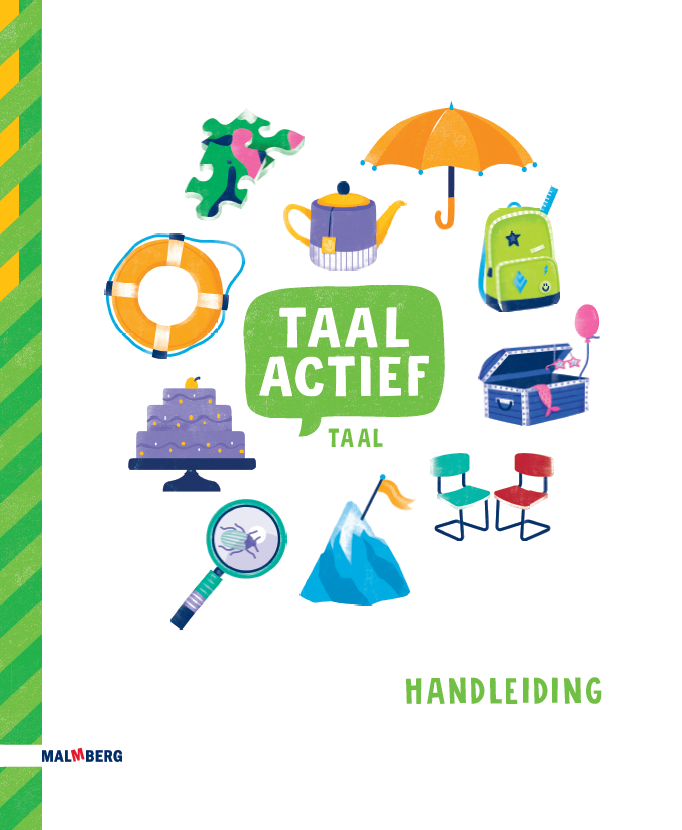 TAAL
ACTIEF
TAAL
HANDLEIDING
MALMBERG